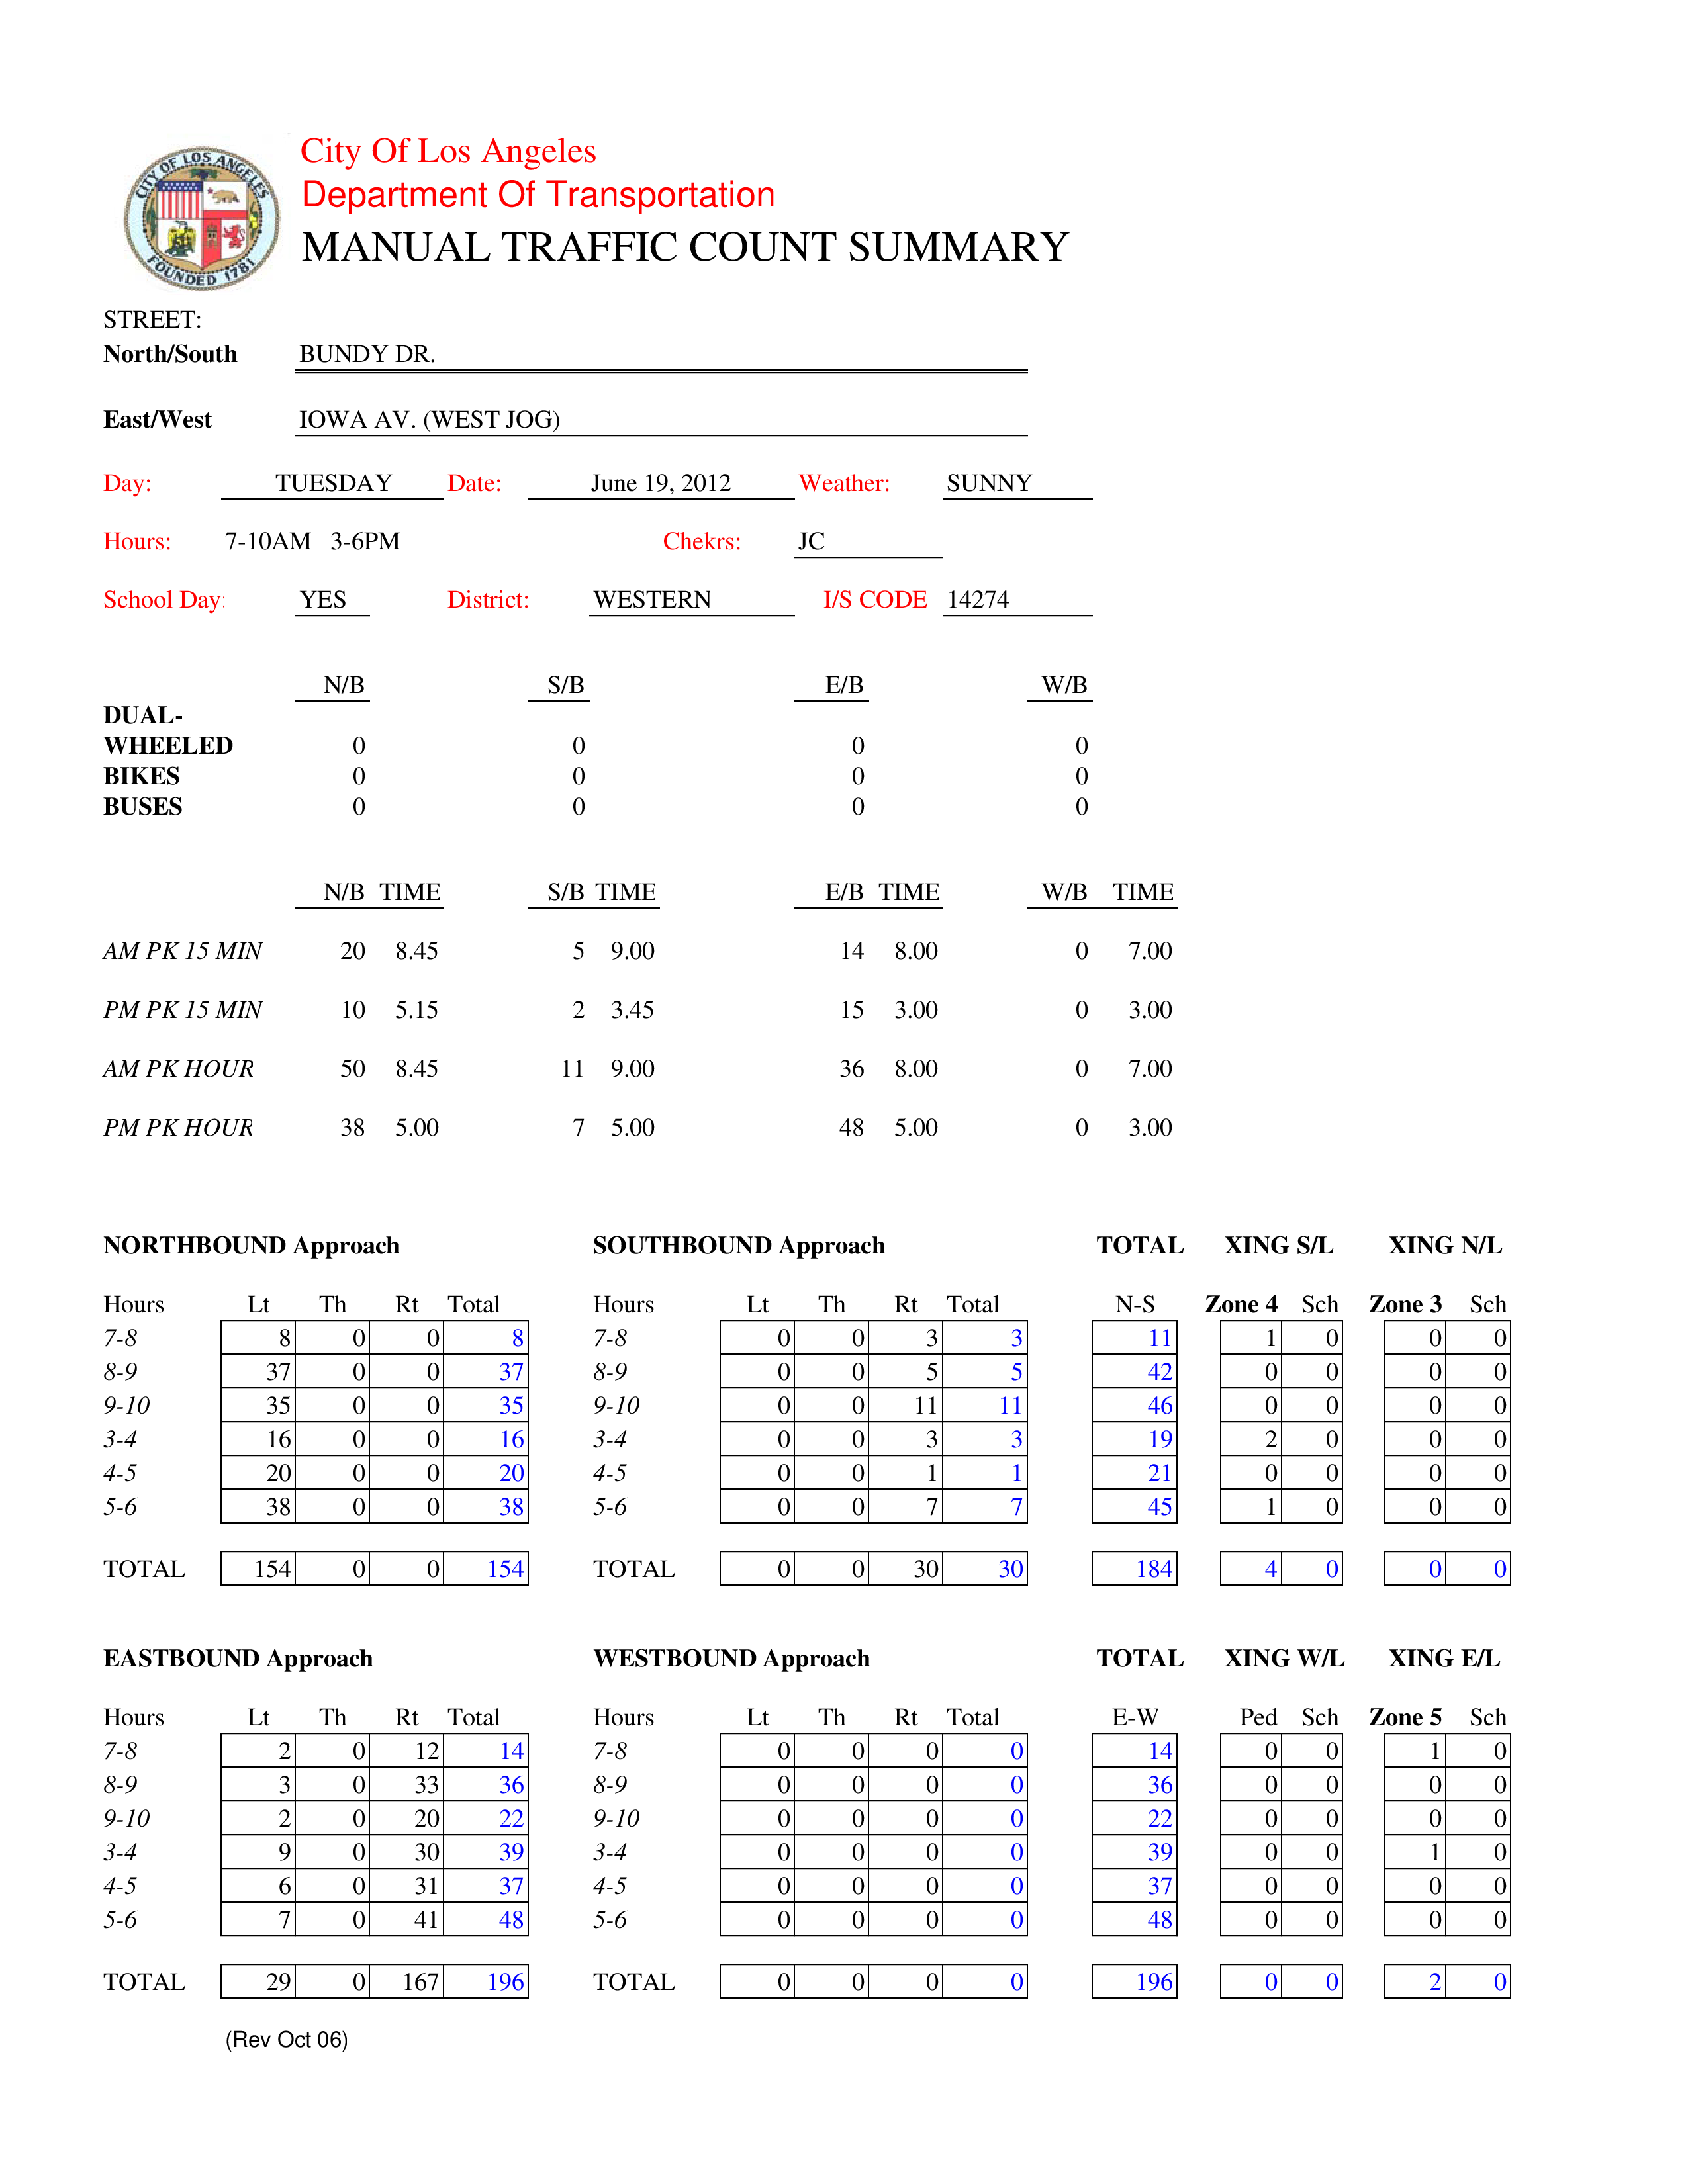 CITY OF LOS ANGELES
FOUNDED 1781
City Of Los Angeles
Department Of Transportation
MANUAL TRAFFIC COUNT SUMMARY
STREET:
North/South BUNDY DR.
East/West IOWA AV. (WEST JOG)
Day: TUESDAY Date: June 19, 2012 Weather: SUNNY
Hours: 7-10AM 3-6PM Chekrs: JC
School Day: YES District: WESTERN I/S CODE 14274
N/B S/B E/B W/B
DUAL-
WHEELED 0 0 0 0
BIKES 0 0 0 0
BUSES 0 0 0 0
N/B TIME S/B TIME E/B TIME W/B TIME
AM PK 15 MIN 20 8.45 5 9.00 14 8.00 0 7.00
PM PK 15 MIN 10 5.15 2 3.45 15 3.00 0 3.00
AM PK HOUR 50 8.45 11 9.00 36 8.00 0 7.00
PM PK HOUR 38 5.00 7 5.00 48 5.00 0 3.00
NORTHBOUND Approach SOUTHBOUND Approach TOTAL XING S/L XING N/L
Hours Lt Th Rt Total Hours Lt Th Rt Total N-S Zone 4 Sch Zone 3 Sch
7-8 8 0 0 8 7-8 0 0 3 3 11 1 0 0 0
8-9 37 0 0 37 8-9 0 0 5 5 42 0 0 0 0
9-10 35 0 0 35 9-10 0 0 11 11 46 0 0 0 0
3-4 16 0 0 16 3-4 0 0 3 3 19 2 0 0 0
4-5 20 0 0 20 4-5 0 0 1 1 21 0 0 0 0
5-6 38 0 0 38 5-6 0 0 7 7 45 1 0 0 0
TOTAL 154 0 0 154 TOTAL 0 0 30 30 184 4 0 0 0
EASTBOUND Approach WESTBOUND Approach TOTAL XING W/L XING E/L
Hours Lt Th Rt Total Hours Lt Th Rt Total E-W Ped Sch Zone 5 Sch
7-8 2 0 12 14 7-8 0 0 0 0 14 0 0 1 0
8-9 3 0 33 36 8-9 0 0 0 0 36 0 0 0 0
9-10 2 0 20 22 9-10 0 0 0 0 22 0 0 0 0
3-4 9 0 30 39 3-4 0 0 0 0 39 0 0 1 0
4-5 6 0 31 37 4-5 0 0 0 0 37 0 0 0 0
5-6 7 0 41 48 5-6 0 0 0 0 48 0 0 0 0
TOTAL 29 0 167 196 TOTAL 0 0 0 0 196 0 0 2 0
(Rev Oct 06)